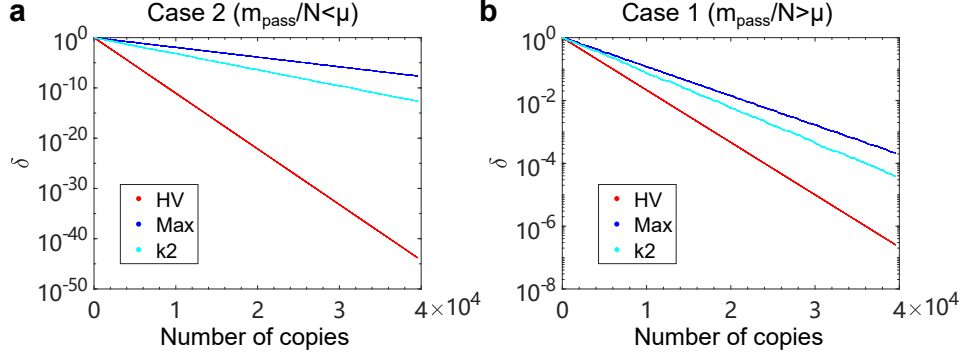 a
Case 2 (m_pass/N<μ)
10^0
10^-10
10^-20
10^-30
10^-40
10^-50
δ
HV
Max
k2
0
1
2
3
4 ×10^4
Number of copies
b
Case 1 (m_pass/N>μ)
10^0
10^-2
10^-4
10^-6
10^-8
δ
HV
Max
k2
0
1
2
3
4 ×10^4
Number of copies